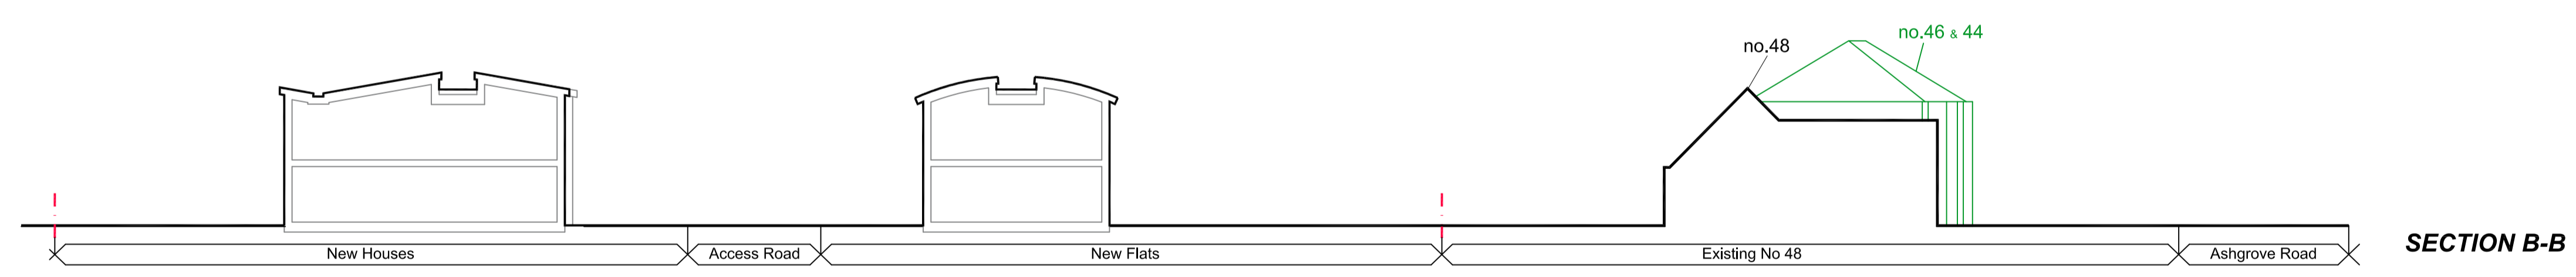 no.46 & 44
no.48
New Houses
Access Road
New Flats
Existing No 48
Ashgrove Road
SECTION B-B